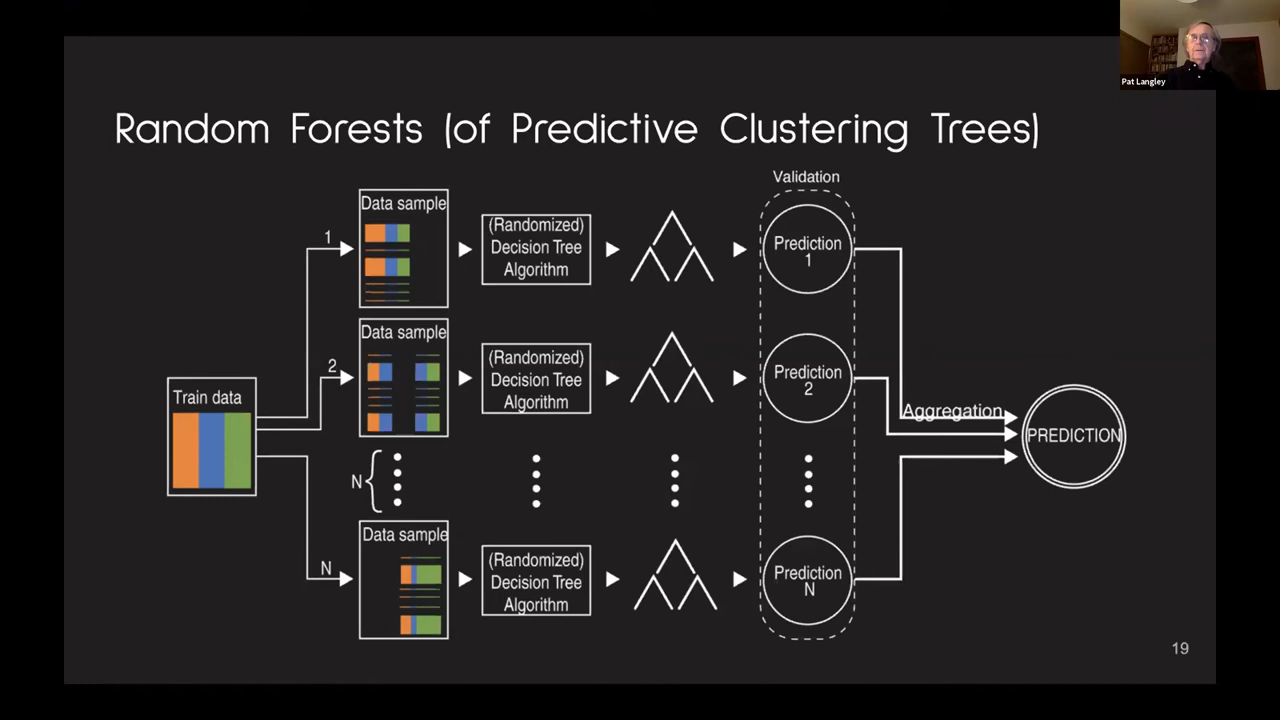 Pat Langley
Random Forests (of Predictive Clustering Trees)
Validation
Train data
1
Data sample
(Randomized)
Decision Tree
Algorithm
Prediction
1
2
Data sample
(Randomized)
Decision Tree
Algorithm
Prediction
2
N
N
Data sample
(Randomized)
Decision Tree
Algorithm
Prediction
N
Aggregation
PREDICTION
19